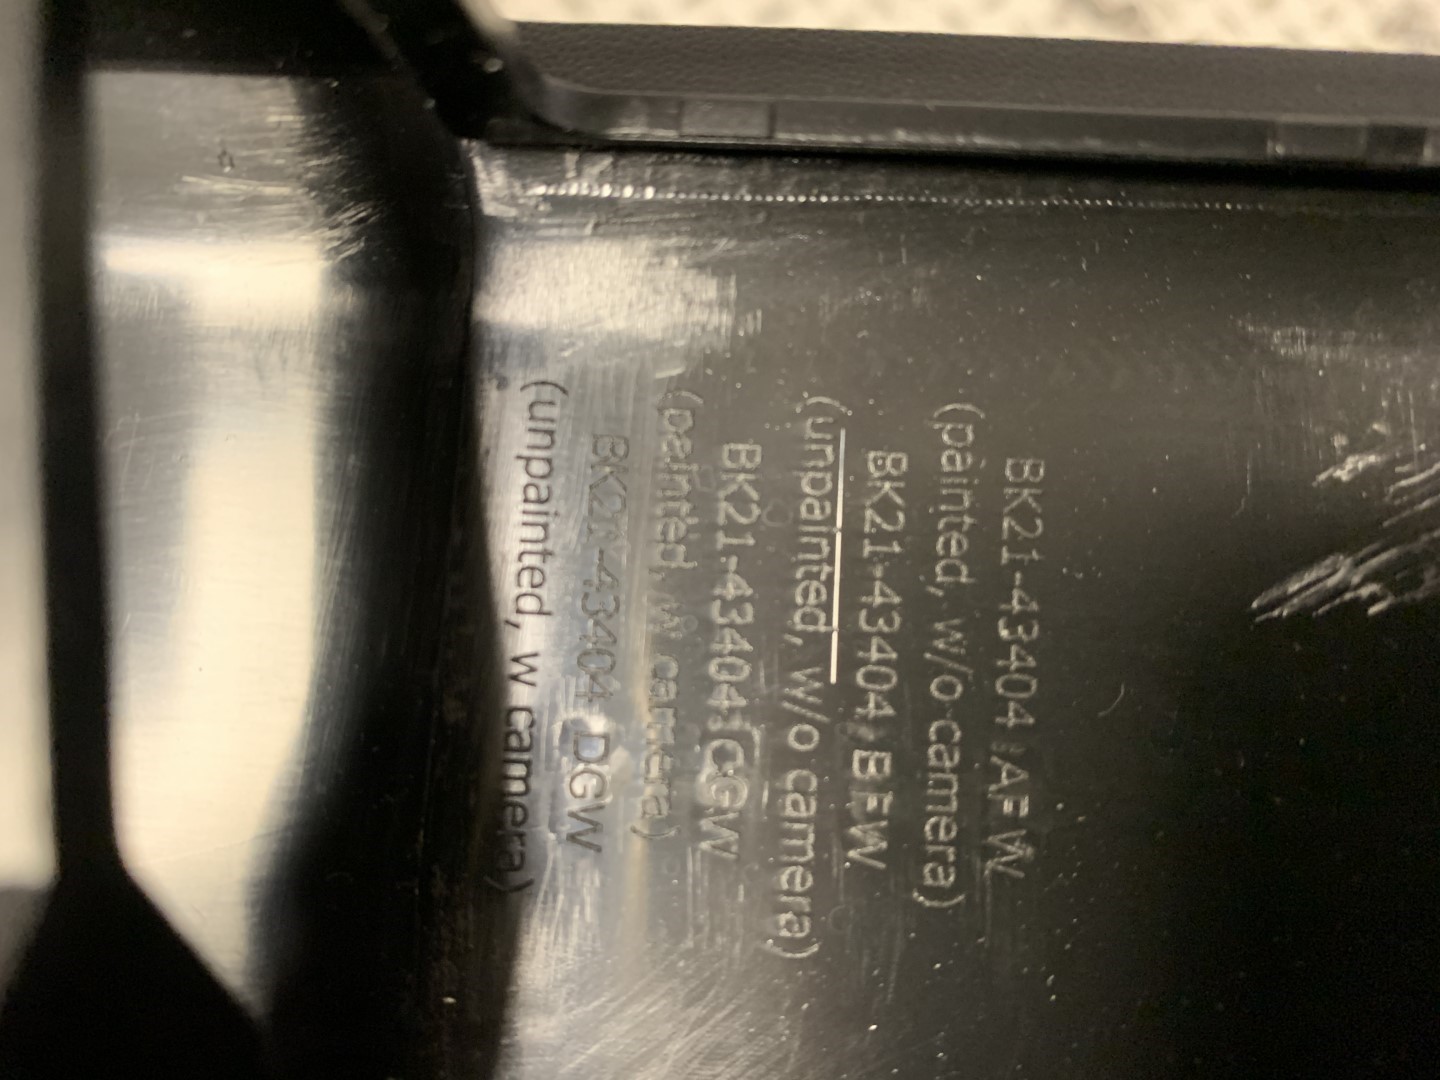 BK21-43404 AFW
(painted, w/o camera)
BK21-43404 BFW
(unpainted, w/o camera)
BK21-43404 CGW
(painted, w camera)
BK21-43404 DGW
(unpainted, w camera)